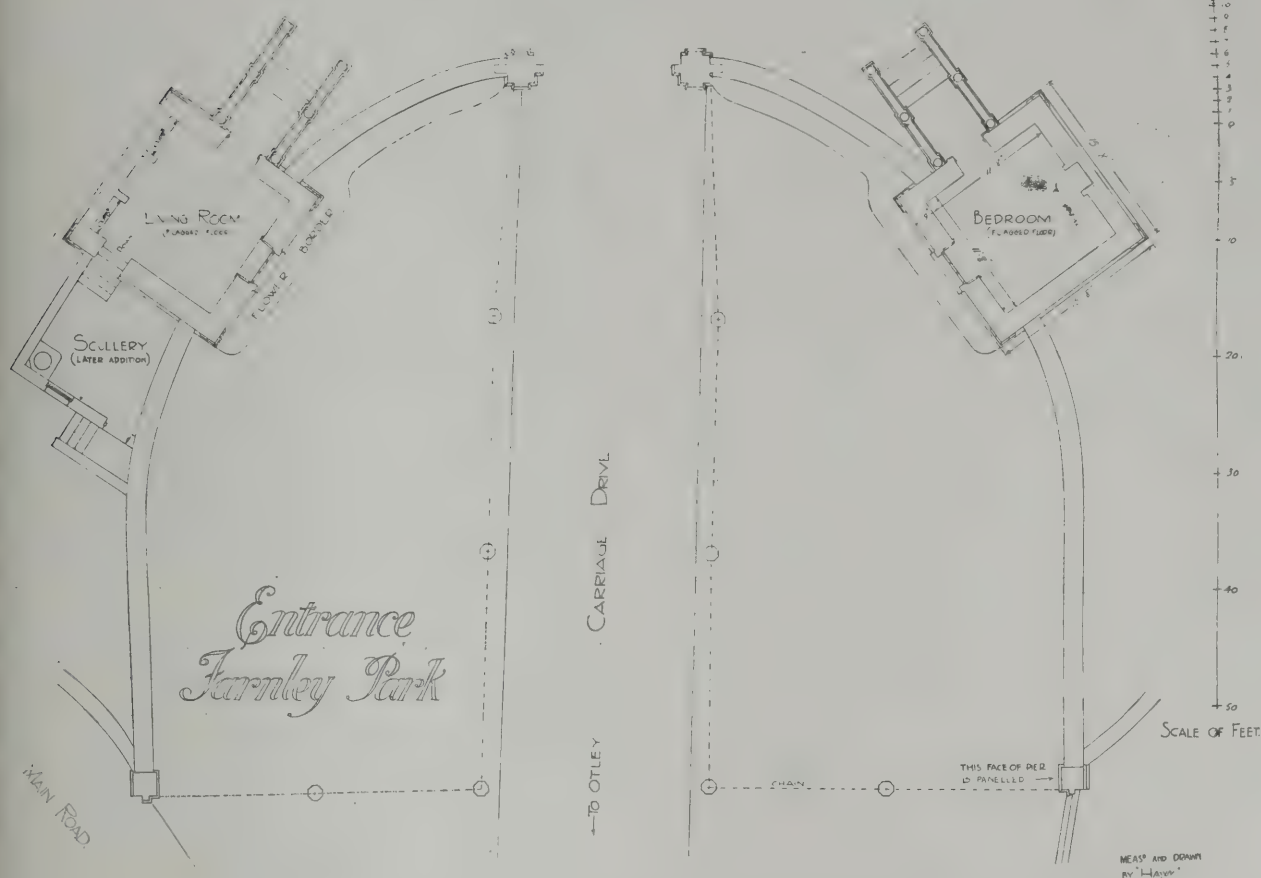 LIVING ROOM
(FLAGGED FLOOR)
FLOWER BORDER
SCULLERY
(LATER ADDITION)
BEDROOM
(FLAGGED FLOOR)
CARRIAGE DRIVE
Entrance
Farnley Park
←TO OTLEY
MAIN ROAD.
CHAIN
THIS FACE OF PIER
IS PANELLED →
0
5
10
20.
30
40
50
SCALE OF FEET.
MEASD AND DRAWN
BY